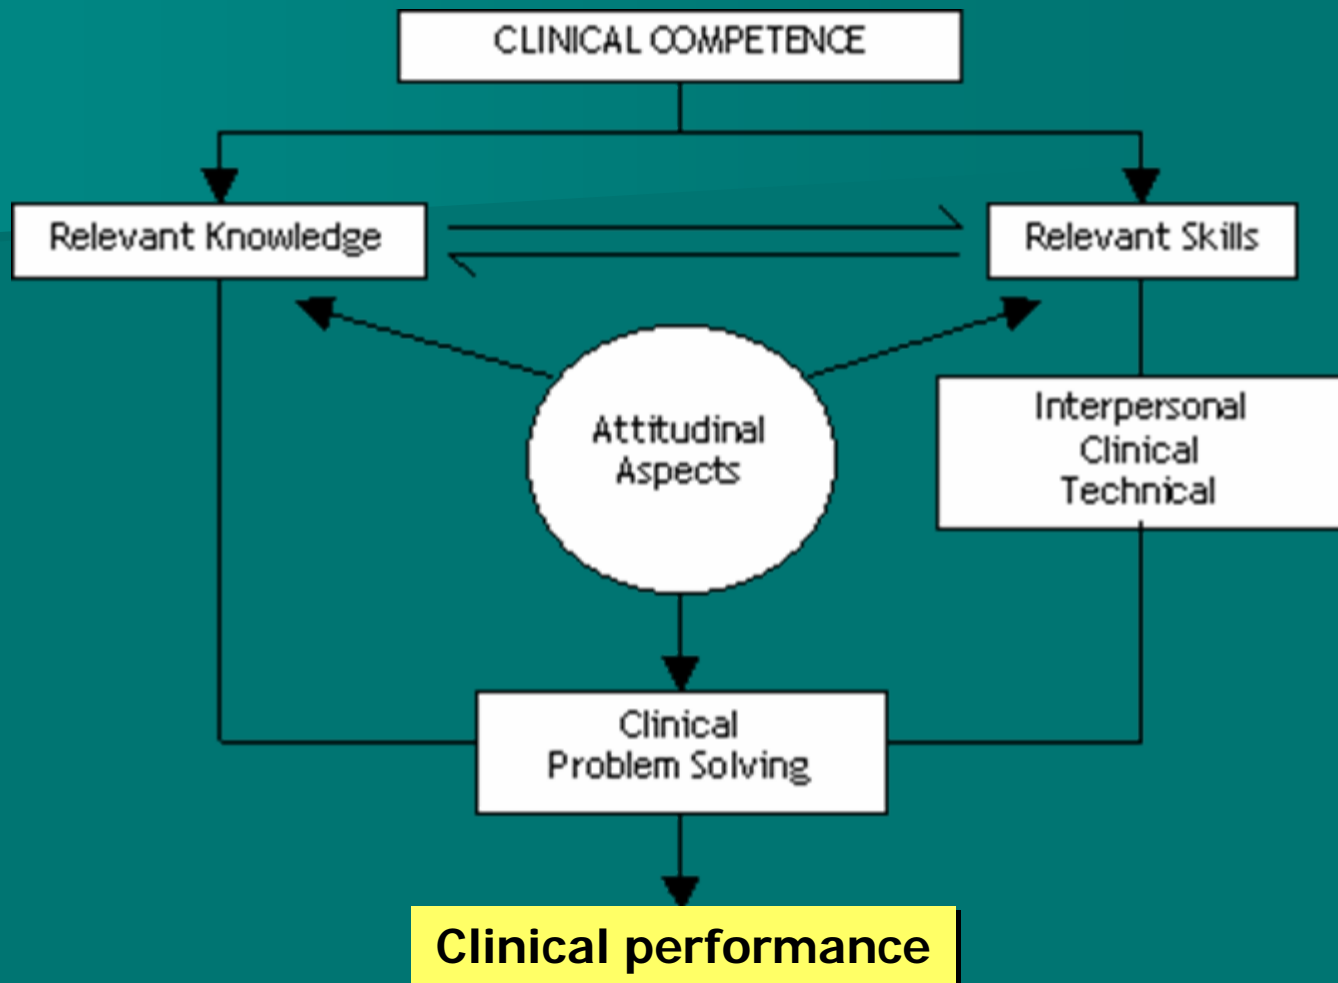 CLINICAL COMPETENCE
Relevant Knowledge
Relevant Skills
Attitudinal
Aspects
Interpersonal
Clinical
Technical
Clinical
Problem Solving
Clinical performance